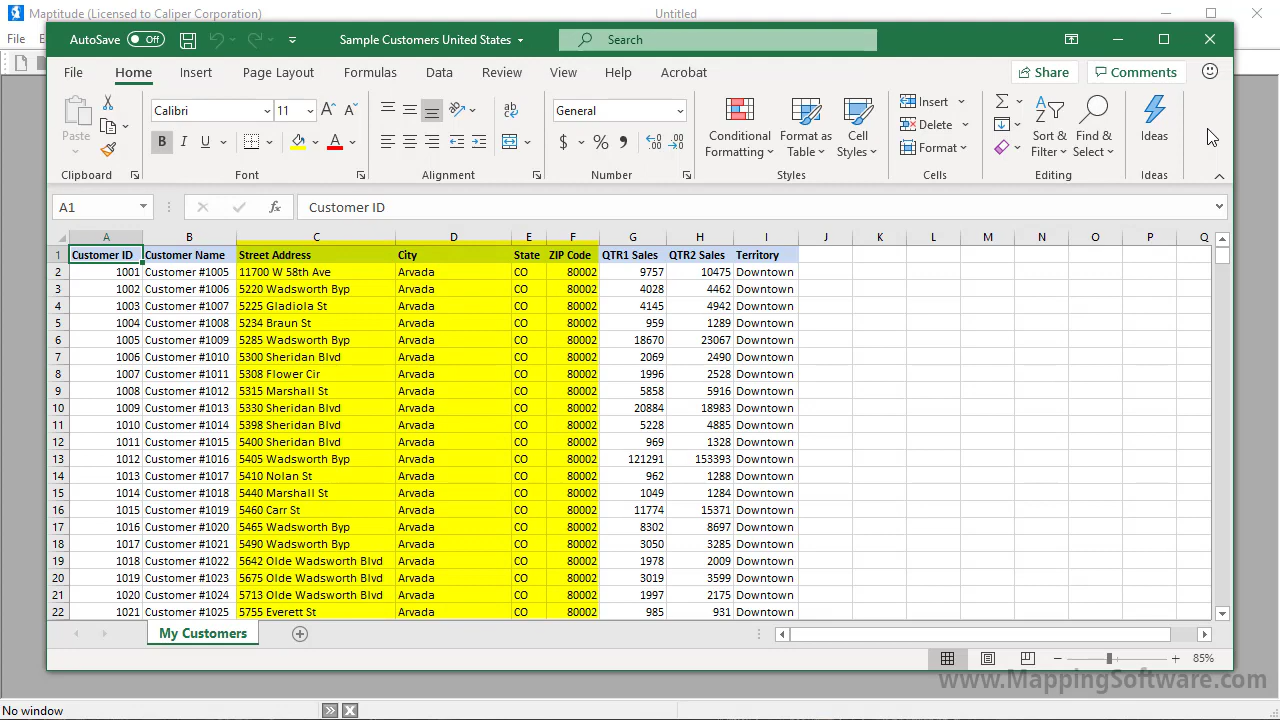 Maptitude (Licensed to Caliper Corporation) Untitled
File
AutoSave Off Sample Customers United States Search
File Home Insert Page Layout Formulas Data Review View Help Acrobat Share Comments
Paste Calibri 11 General Conditional Formatting Format as Table Cell Styles Insert Delete Format Sort & Filter Find & Select Ideas
Clipboard Font Alignment Number Styles Cells Editing Ideas
A1 fx Customer ID
A B C D E F G H I J K L M N O P Q
1 Customer ID Customer Name Street Address City State ZIP Code QTR1 Sales QTR2 Sales Territory
2 1001 Customer #1005 11700 W 58th Ave Arvada CO 80002 9757 10475 Downtown
3 1002 Customer #1006 5220 Wadsworth Byp Arvada CO 80002 4028 4462 Downtown
4 1003 Customer #1007 5225 Gladiola St Arvada CO 80002 4145 4942 Downtown
5 1004 Customer #1008 5234 Braun St Arvada CO 80002 959 1289 Downtown
6 1005 Customer #1009 5285 Wadsworth Byp Arvada CO 80002 18670 23067 Downtown
7 1006 Customer #1010 5300 Sheridan Blvd Arvada CO 80002 2069 2490 Downtown
8 1007 Customer #1011 5308 Flower Cir Arvada CO 80002 1996 2528 Downtown
9 1008 Customer #1012 5315 Marshall St Arvada CO 80002 5858 5916 Downtown
10 1009 Customer #1013 5330 Sheridan Blvd Arvada CO 80002 20884 18983 Downtown
11 1010 Customer #1014 5398 Sheridan Blvd Arvada CO 80002 5228 4885 Downtown
12 1011 Customer #1015 5400 Sheridan Blvd Arvada CO 80002 969 1328 Downtown
13 1012 Customer #1016 5405 Wadsworth Byp Arvada CO 80002 121291 153393 Downtown
14 1013 Customer #1017 5410 Nolan St Arvada CO 80002 962 1288 Downtown
15 1014 Customer #1018 5440 Marshall St Arvada CO 80002 1049 1284 Downtown
16 1015 Customer #1019 5460 Carr St Arvada CO 80002 11774 15371 Downtown
17 1016 Customer #1020 5465 Wadsworth Byp Arvada CO 80002 8302 8697 Downtown
18 1017 Customer #1021 5490 Wadsworth Byp Arvada CO 80002 3050 3285 Downtown
19 1018 Customer #1022 5642 Olde Wadsworth Blvd Arvada CO 80002 1978 2009 Downtown
20 1019 Customer #1023 5675 Olde Wadsworth Blvd Arvada CO 80002 3019 3599 Downtown
21 1020 Customer #1024 5713 Olde Wadsworth Blvd Arvada CO 80002 1997 2175 Downtown
22 1021 Customer #1025 5755 Everett St Arvada CO 80002 985 931 Downtown
My Customers
85%
www.MappingSoftware.com
No window